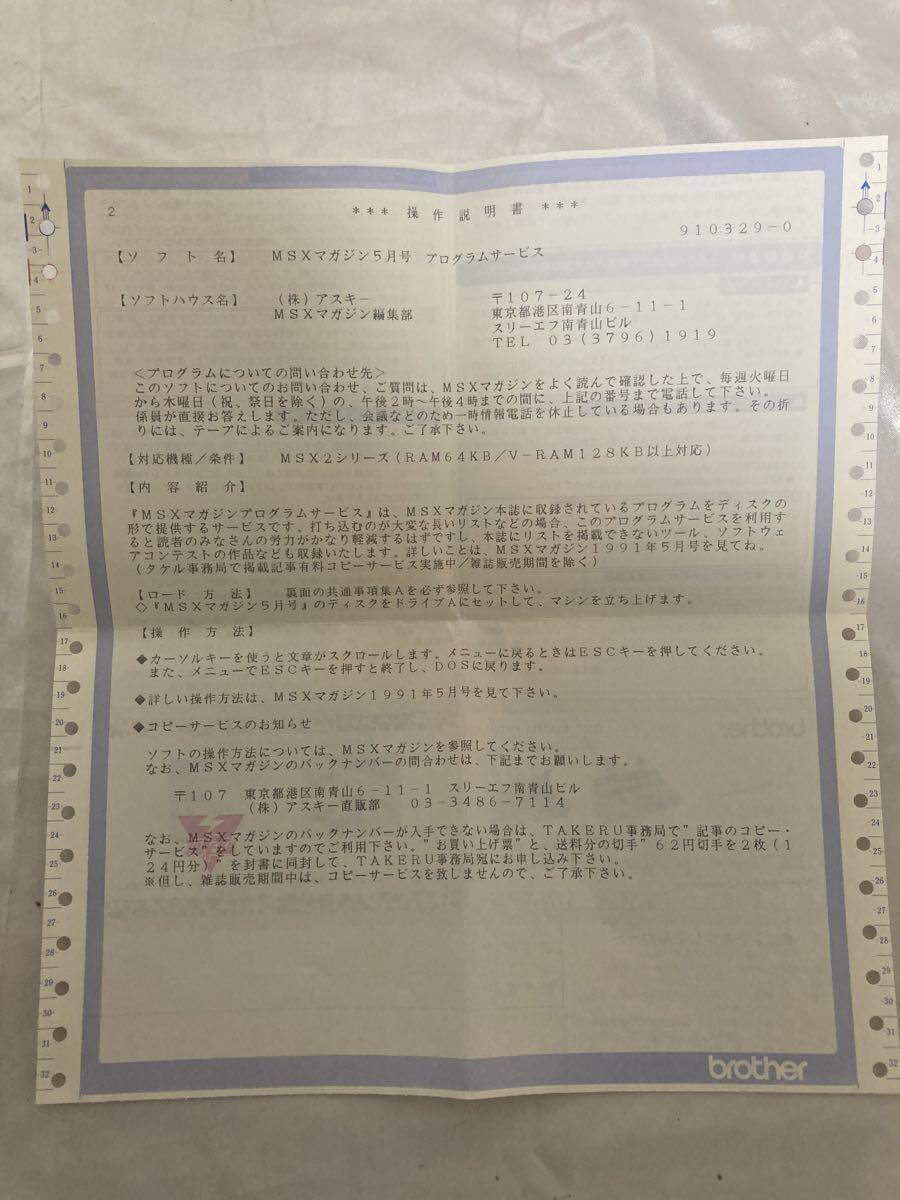 2
*** 操作説明書 ***
910329-0
【ソフト名】 MSXマガジン5月号 プログラムサービス
【ソフトハウス名】 (株)アスキー
MSXマガジン編集部
〒107-24
東京都港区南青山6-11-1
スリーエフ南青山ビル
TEL 03(3796)1919
<プログラムについての問い合わせ先>
このソフトについてのお問い合わせ、ご質問は、MSXマガジンをよく読んで確認した上で、毎週火曜日
から木曜日(祝、祭日を除く)の、午後2時~午後4時までの間に、上記の番号まで電話して下さい。
係員が直接お答えします。ただし、会議などのため一時情報電話を休止している場合もあります。その折
りには、テープによるご案内になります。ご了承下さい。
【対応機種/条件】 MSX2シリーズ(RAM64KB/V-RAM128KB以上対応)
【内容紹介】
『MSXマガジンプログラムサービス』は、MSXマガジン本誌に収録されているプログラムをディスクの
形で提供するサービスです。打ち込むのが大変な長いリストなどの場合、このプログラムサービスを利用す
ると読者のみなさんの労力がかなり軽減するはずですし、本誌にリストを掲載できないツール、ソフトウェ
アコンテストの作品なども収録いたします。詳しいことは、MSXマガジン1991年5月号を見てね。
(タケル事務局で掲載記事有料コピーサービス実施中/雑誌販売期間を除く)
【ロード方法】 裏面の共通事項集Aを必ず参照して下さい。
◇『MSXマガジン5月号』のディスクをドライブAにセットして、マシンを立ち上げます。
【操作方法】
◆カーソルキーを使うと文章がスクロールします。メニューに戻るときはESCキーを押してください。
また、メニューでESCキーを押すと終了し、DOSに戻ります。
◆詳しい操作方法は、MSXマガジン1991年5月号を見て下さい。
◆コピーサービスのお知らせ
ソフトの操作方法については、MSXマガジンを参照してください。
なお、MSXマガジンのバックナンバーの問合わせは、下記までお願いします。
〒107 東京都港区南青山6-11-1 スリーエフ南青山ビル
(株)アスキー直販部 03-3486-7114
なお、MSXマガジンのバックナンバーが入手できない場合は、TAKERU事務局で"記事のコピー・
サービス"をしていますのでご利用下さい。"お買い上げ票"と、送料分の切手"62円切手を2枚(1
24円分)"を封書に同封して、TAKERU事務局宛にお申し込み下さい。
※但し、雑誌販売期間中は、コピーサービスを致しませんので、ご了承下さい。
brother